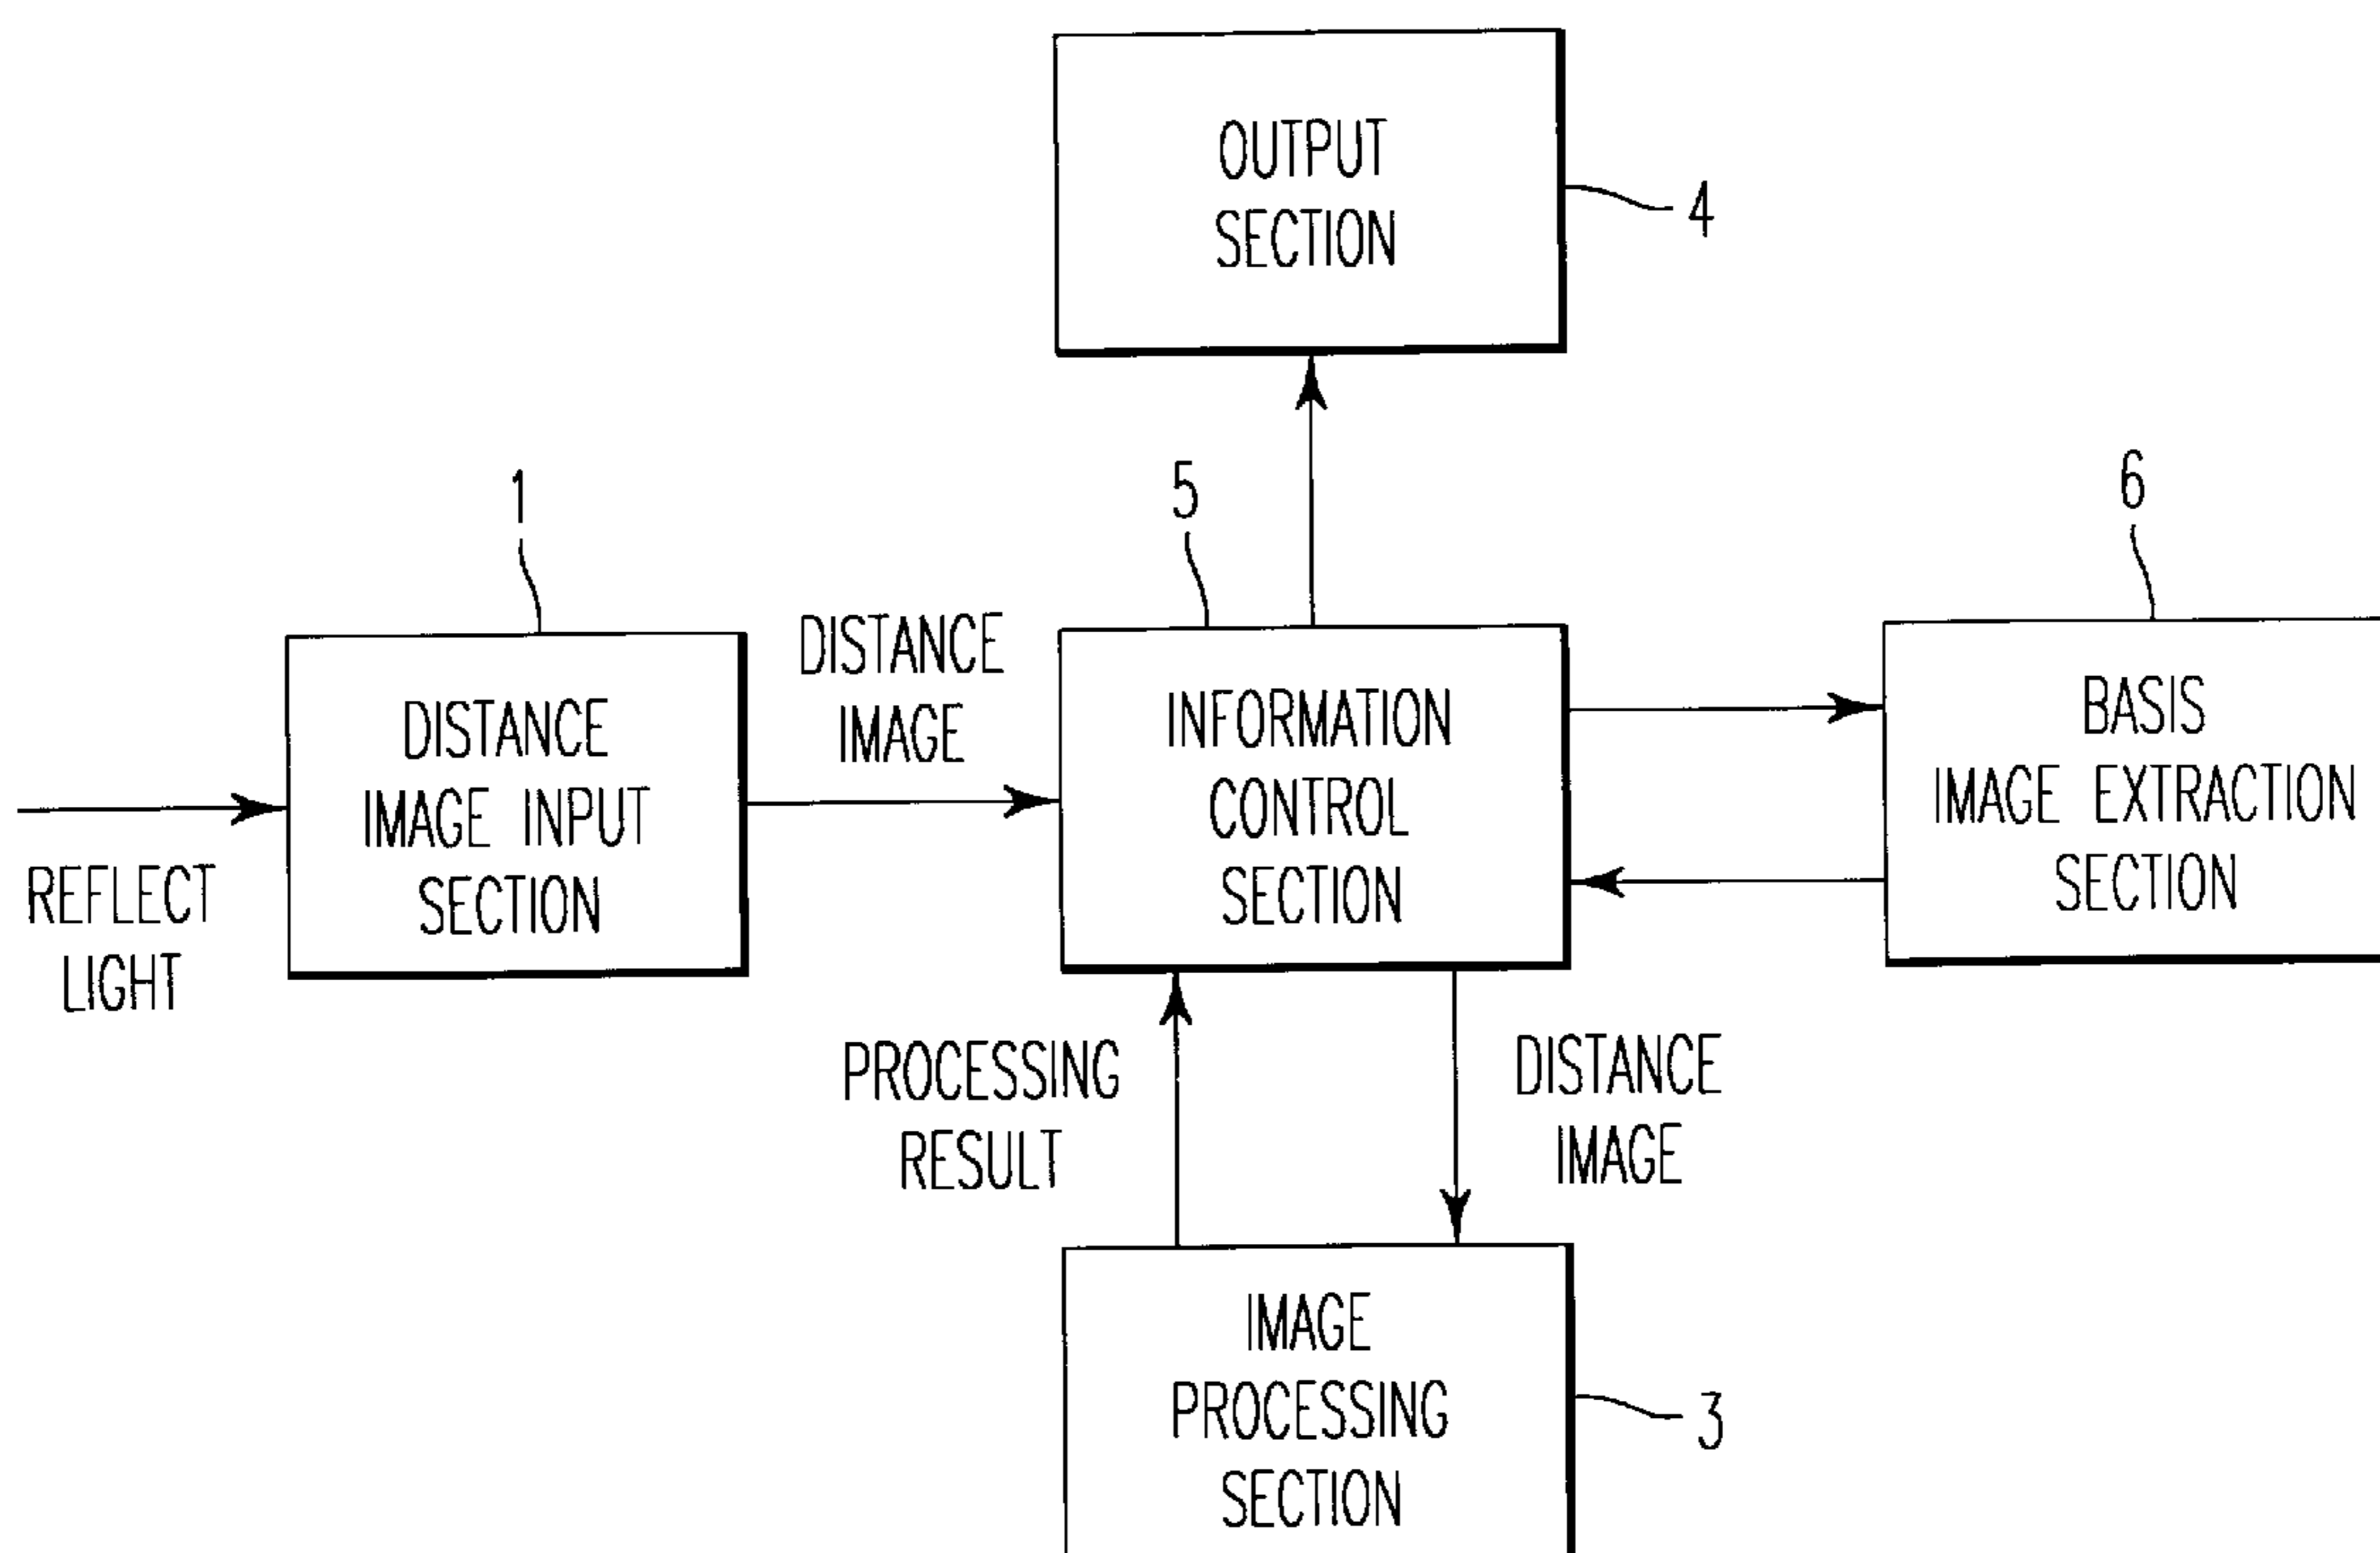 OUTPUT
SECTION
4
1
5
6
DISTANCE
IMAGE INPUT
SECTION
DISTANCE
IMAGE
INFORMATION
CONTROL
SECTION
BASIS
IMAGE EXTRACTION
SECTION
REFLECT
LIGHT
PROCESSING
RESULT
DISTANCE
IMAGE
IMAGE
PROCESSING
SECTION
3